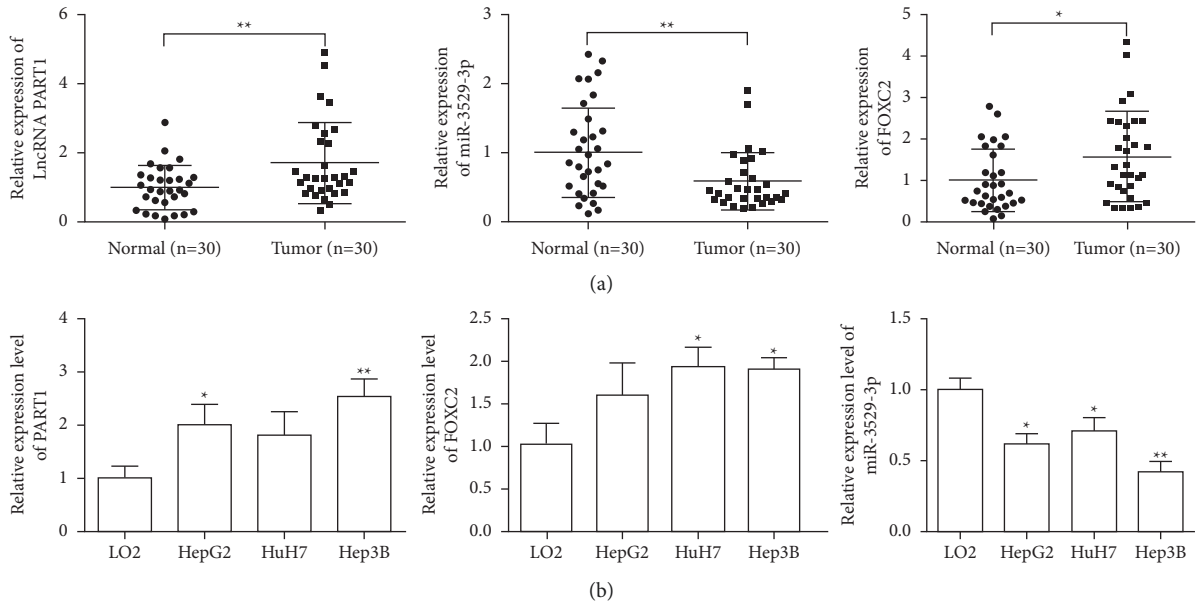 Relative expression of
LncRNA PART1
6
4
2
0
**
Normal (n=30)
Tumor (n=30)
Relative expression
of miR-3529-3p
3
2
1
0
**
Normal (n=30)
Tumor (n=30)
Relative expression
of FOXC2
5
4
3
2
1
0
*
Normal (n=30)
Tumor (n=30)
(a)
Relative expression level
of PART1
4
3
2
1
0
*
**
LO2 HepG2 HuH7 Hep3B
Relative expression level
of FOXC2
2.5
2.0
1.5
1.0
0.5
0.0
*
*
LO2 HepG2 HuH7 Hep3B
Relative expression level of
miR-3529-3p
1.5
1.0
0.5
0.0
*
*
**
LO2 HepG2 HuH7 Hep3B
(b)